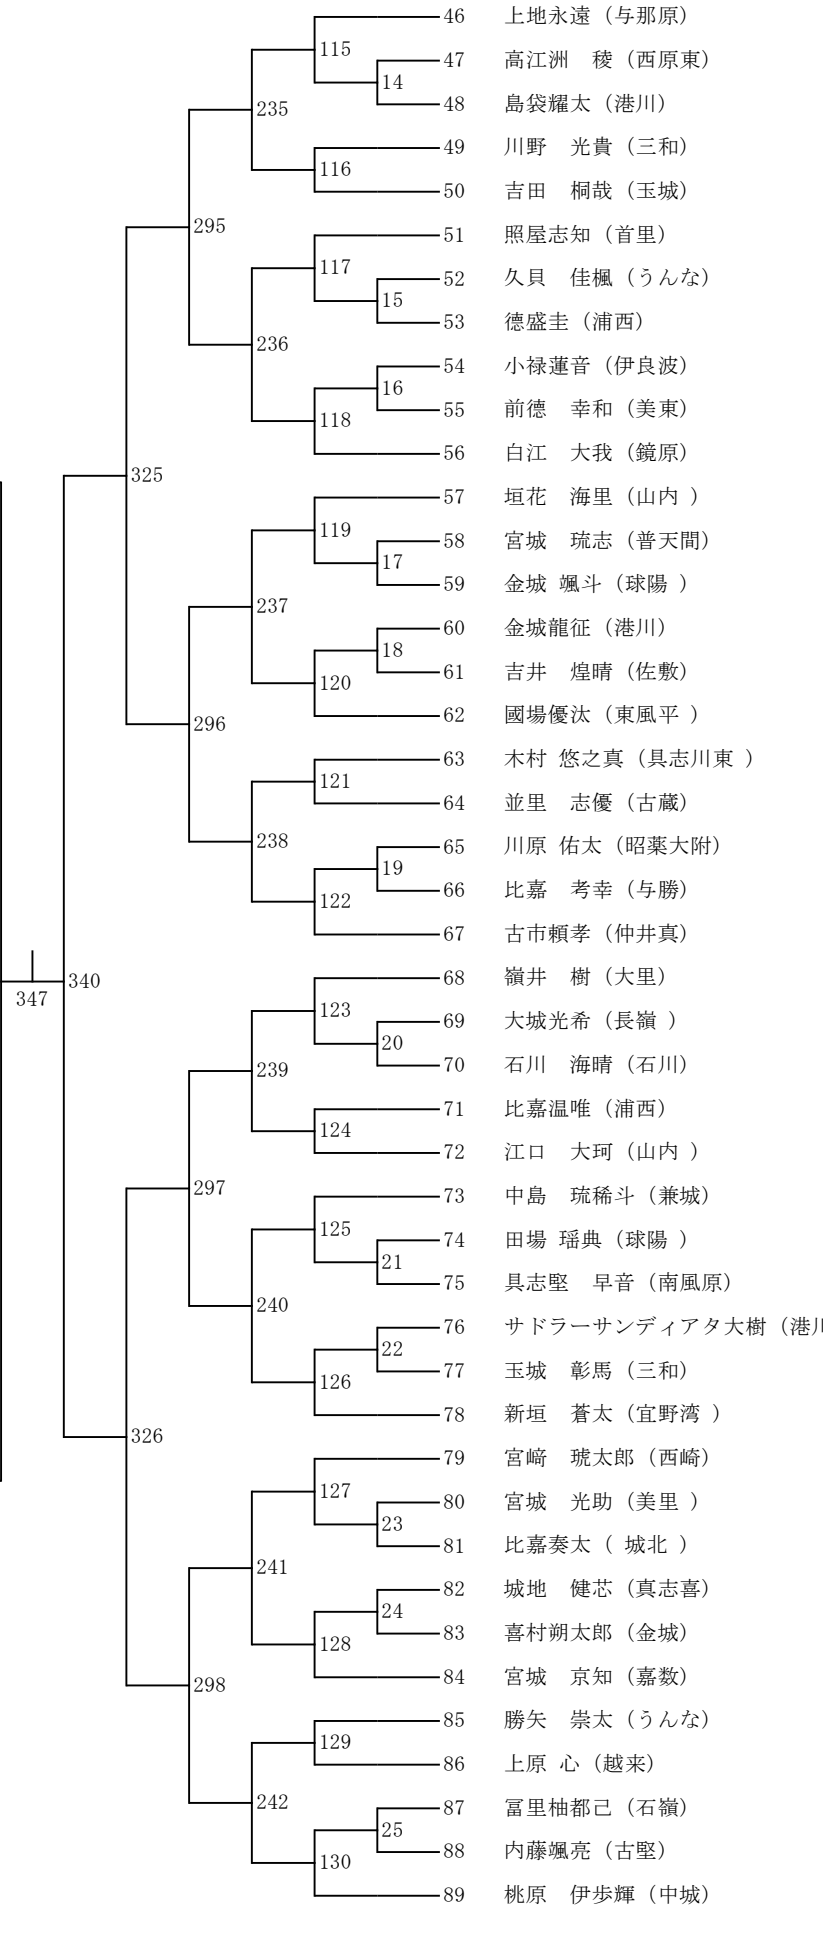 46 上地永遠（与那原）
115
47 高江洲　稜（西原東）
14
235
48 島袋耀太（港川）
49 川野　光貴（三和）
116
50 吉田　桐哉（玉城）
295
51 照屋志知（首里）
117
52 久貝　佳楓（うんな）
15
53 德盛圭（浦西）
236
54 小禄蓮音（伊良波）
16
55 前德　幸和（美東）
118
56 白江　大我（鏡原）
325
57 垣花　海里（山内 ）
119
58 宮城　琉志（普天間）
17
59 金城 颯斗（球陽 ）
237
60 金城龍征（港川）
18
61 吉井　煌晴（佐敷）
120
62 國場優汰（東風平 ）
296
63 木村 悠之真（具志川東 ）
121
64 並里　志優（古蔵）
238
65 川原 佑太（昭薬大附）
19
66 比嘉　考幸（与勝）
122
67 古市頼孝（仲井真）
68 嶺井　樹（大里）
340
347
123
69 大城光希（長嶺 ）
20
70 石川　海晴（石川）
239
71 比嘉温唯（浦西）
124
72 江口　大珂（山内 ）
297
73 中島　琉稀斗（兼城）
125
74 田場 瑶典（球陽 ）
21
75 具志堅　早音（南風原）
240
76 サドラーサンディアタ大樹（港川
22
77 玉城　彰馬（三和）
126
78 新垣　蒼太（宜野湾 ）
326
79 宮﨑　琥太郎（西崎）
127
80 宮城　光助（美里 ）
23
81 比嘉奏太（ 城北 ）
241
82 城地　健芯（真志喜）
24
83 喜村朔太郎（金城）
128
84 宮城　京知（嘉数）
298
85 勝矢　崇太（うんな）
129
86 上原 心（越来）
242
87 冨里柚都己（石嶺）
25
88 内藤颯亮（古堅）
130
89 桃原　伊歩輝（中城）